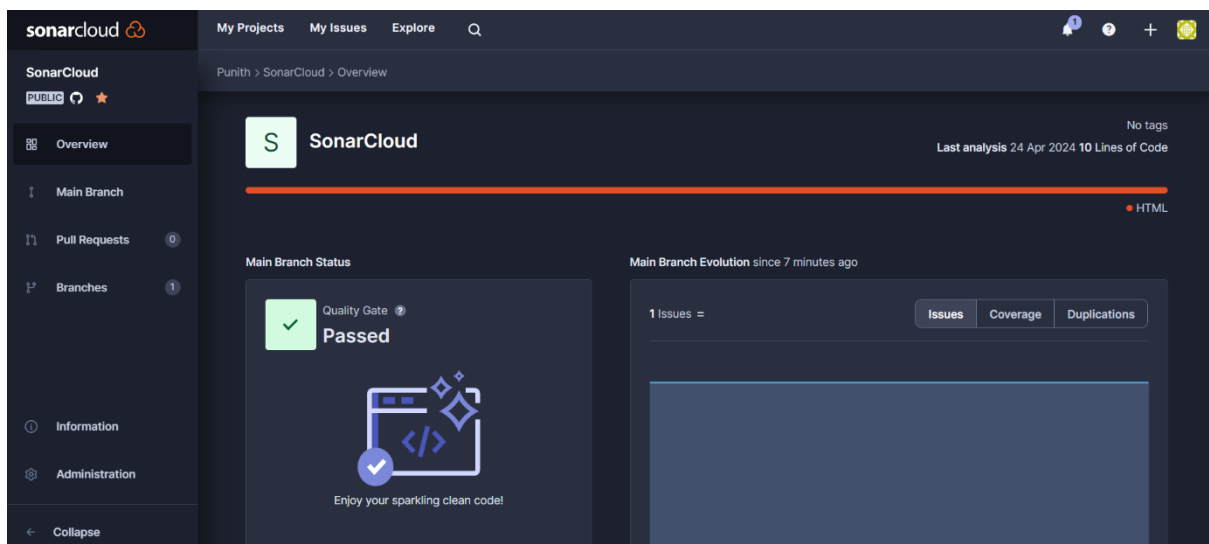 sonarcloud
My Projects My Issues Explore
1
SonarCloud
PUBLIC
Punith > SonarCloud > Overview
Overview
Main Branch
Pull Requests 0
Branches 1
Information
Administration
Collapse
S SonarCloud
No tags
Last analysis 24 Apr 2024 10 Lines of Code
HTML
Main Branch Status
Quality Gate ?
Passed
</>
Enjoy your sparkling clean code!
Main Branch Evolution since 7 minutes ago
1 Issues =
Issues Coverage Duplications